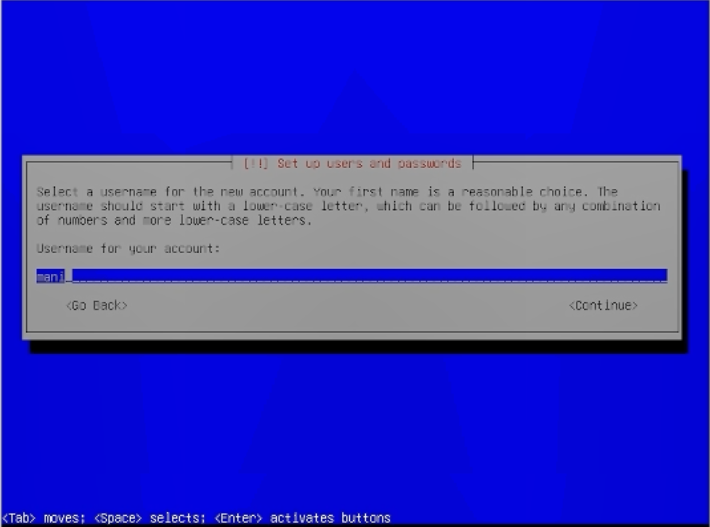 [!!] Set up users and passwords
Select a username for the new account. Your first name is a reasonable choice. The
username should start with a lower-case letter, which can be followed by any combination
of numbers and more lower-case letters.
Username for your account:
mani
<Go Back> <Continue>
<Tab> moves; <Space> selects; <Enter> activates buttons